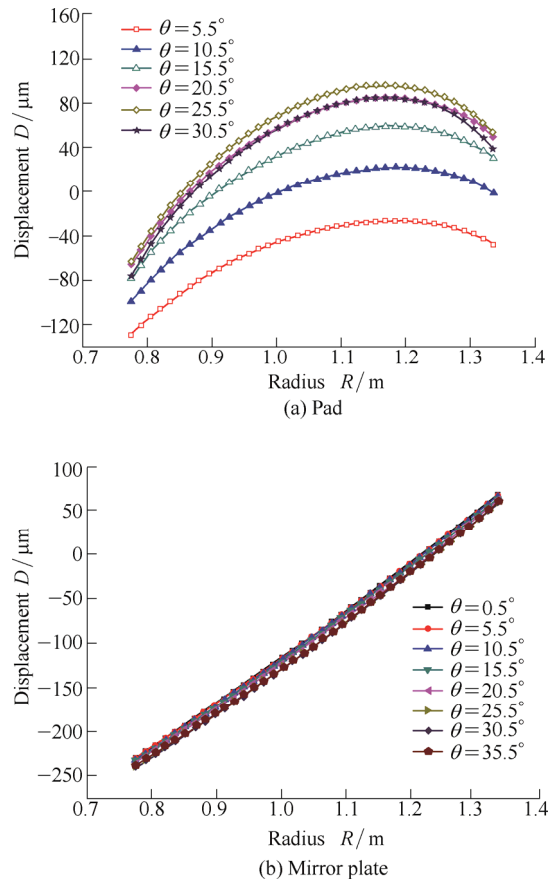 160
120
80
40
0
−40
−80
−120
Displacement D / μm
θ=5.5°
θ=10.5°
θ=15.5°
θ=20.5°
θ=25.5°
θ=30.5°
0.7 0.8 0.9 1.0 1.1 1.2 1.3 1.4
Radius R / m
(a) Pad
100
50
0
−50
−100
−150
−200
−250
Displacement D / μm
θ=0.5°
θ=5.5°
θ=10.5°
θ=15.5°
θ=20.5°
θ=25.5°
θ=30.5°
θ=35.5°
0.7 0.8 0.9 1.0 1.1 1.2 1.3 1.4
Radius R / m
(b) Mirror plate